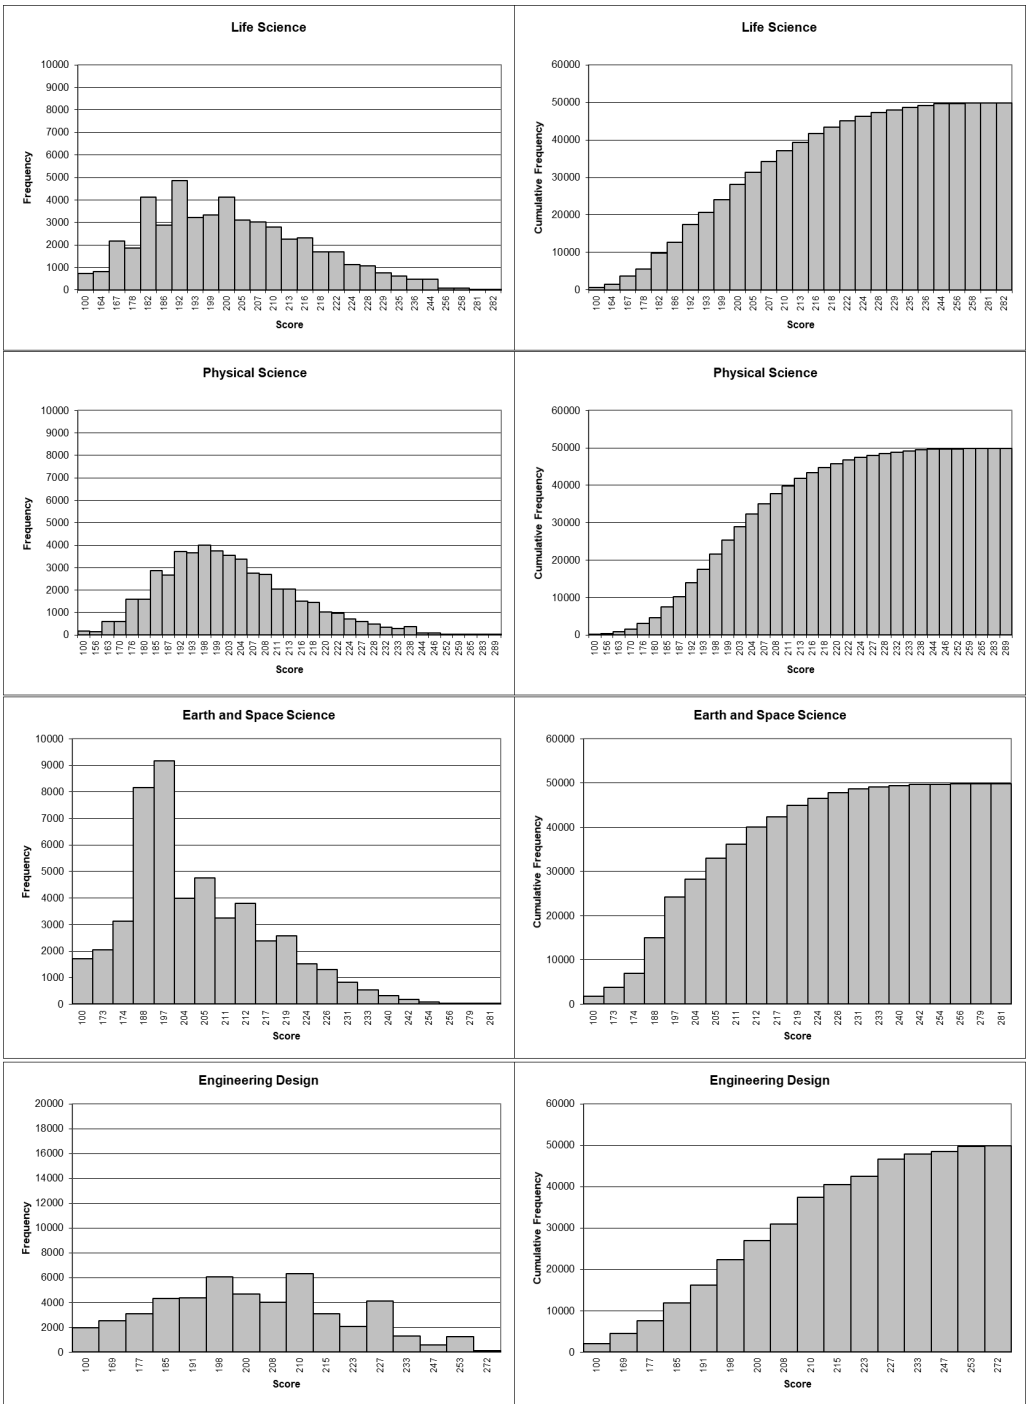 Life Science
10000
9000
8000
7000
6000
5000
4000
3000
2000
1000
0
Frequency
100 164 167 178 182 186 192 193 199 200 205 207 210 213 216 218 222 224 228 229 235 236 244 256 258 281 282
Score
Life Science
60000
50000
40000
30000
20000
10000
0
Cumulative Frequency
100 164 167 178 182 186 192 193 199 200 205 207 210 213 216 218 222 224 228 229 235 236 244 256 258 281 282
Score
Physical Science
10000
9000
8000
7000
6000
5000
4000
3000
2000
1000
0
Frequency
100 156 163 170 176 180 185 187 192 193 198 199 203 204 207 208 211 213 216 218 220 222 224 227 228 232 233 236 244 246 252 259 265 283 289
Score
Physical Science
60000
50000
40000
30000
20000
10000
0
Cumulative Frequency
100 156 163 170 176 180 185 187 192 193 198 199 203 204 207 208 211 213 216 218 220 222 224 227 228 232 233 236 244 246 252 259 265 283 289
Score
Earth and Space Science
10000
9000
8000
7000
6000
5000
4000
3000
2000
1000
0
Frequency
100 173 174 188 197 204 205 211 212 217 219 224 226 231 233 240 242 254 256 279 281
Score
Earth and Space Science
60000
50000
40000
30000
20000
10000
0
Cumulative Frequency
100 173 174 188 197 204 205 211 212 217 219 224 226 231 233 240 242 254 256 279 281
Score
Engineering Design
20000
18000
16000
14000
12000
10000
8000
6000
4000
2000
0
Frequency
100 169 177 185 191 198 200 208 210 215 223 227 233 247 253 272
Score
Engineering Design
60000
50000
40000
30000
20000
10000
0
Cumulative Frequency
100 169 177 185 191 198 200 208 210 215 223 227 233 247 253 272
Score